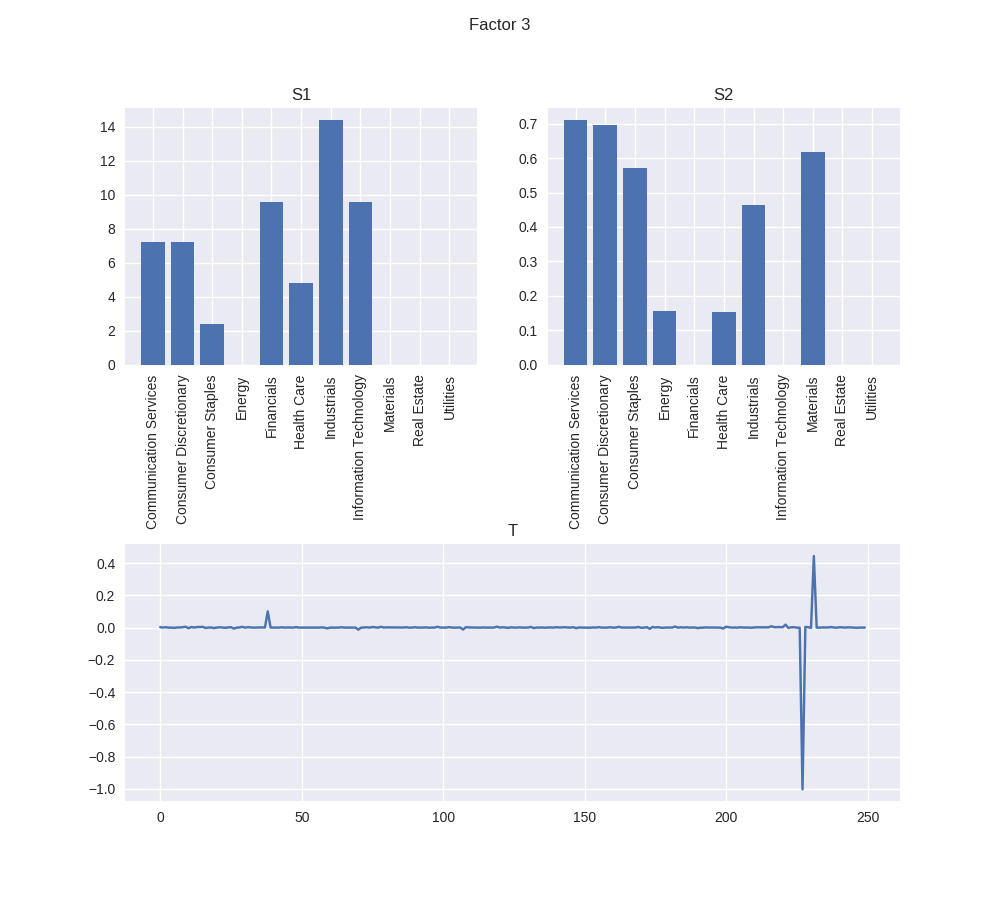 Factor 3
S1
14
12
10
8
6
4
2
0
Communication Services
Consumer Discretionary
Consumer Staples
Energy
Financials
Health Care
Industrials
Information Technology
Materials
Real Estate
Utilities
S2
0.7
0.6
0.5
0.4
0.3
0.2
0.1
0.0
Communication Services
Consumer Discretionary
Consumer Staples
Energy
Financials
Health Care
Industrials
Information Technology
Materials
Real Estate
Utilities
T
0.4
0.2
0.0
−0.2
−0.4
−0.6
−0.8
−1.0
0
50
100
150
200
250